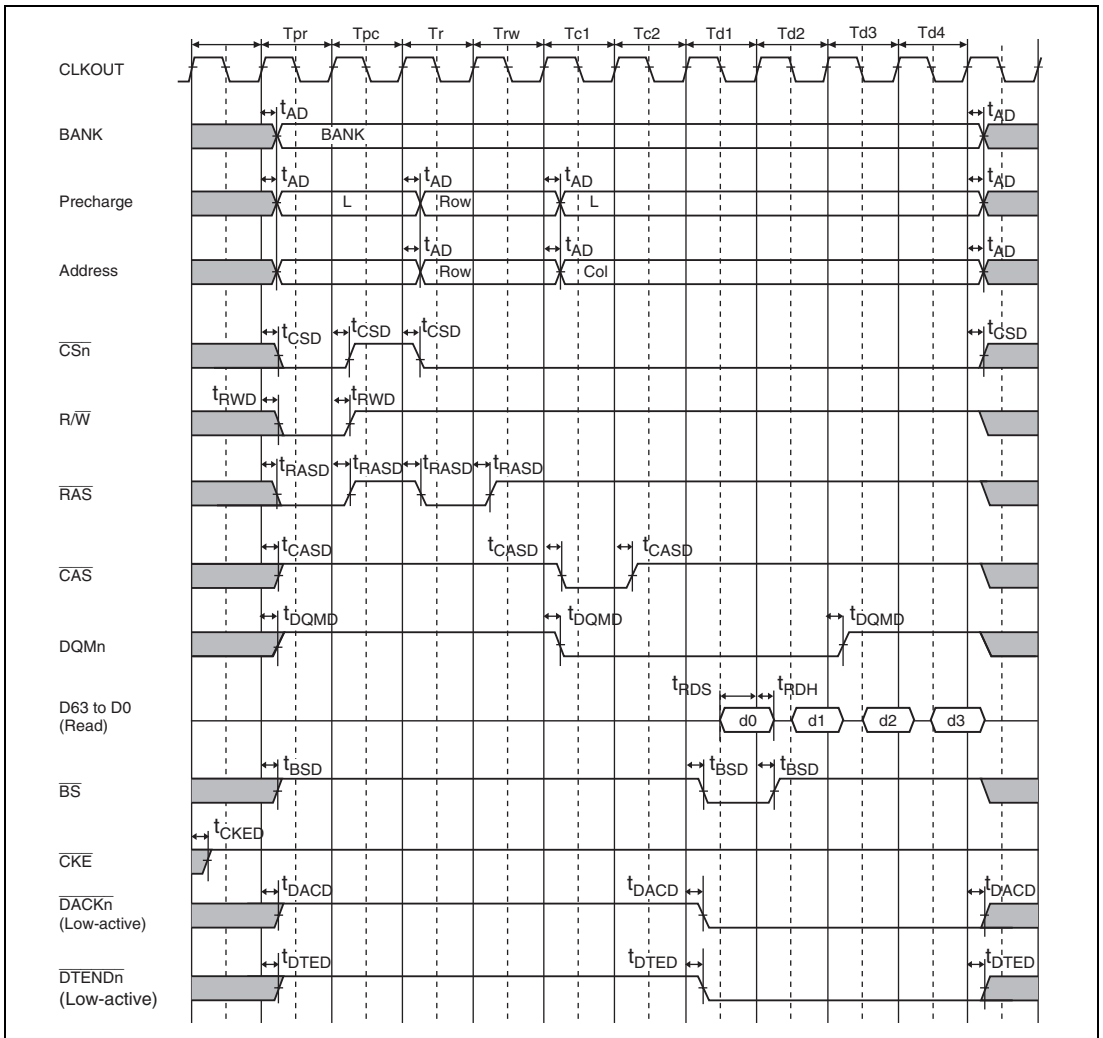 Tpr Tpc Tr Trw Tc1 Tc2 Td1 Td2 Td3 Td4
CLKOUT
tAD tAD
BANK BANK
tAD tAD tAD tAD
Precharge L Row L
tAD tAD tAD
Address Row Col
tCSD tCSD tCSD tCSD
CSn
tRWD tRWD
R/W
tRASD tRASD tRASD tRASD
RAS
tCASD tCASD tCASD
CAS
tDQMD tDQMD tDQMD
DQMn
tRDS tRDH
D63 to D0
(Read)
d0 d1 d2 d3
tBSD tBSD tBSD
BS
tCKED
CKE
tDACD tDACD tDACD
DACKn
(Low-active)
tDTED tDTED tDTED
DTENDn
(Low-active)